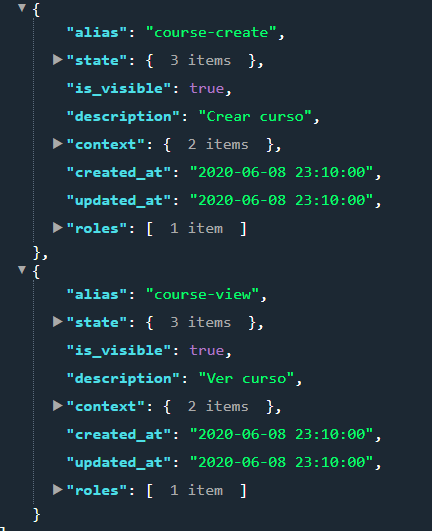 {
"alias": "course-create",
"state": { 3 items },
"is_visible": true,
"description": "Crear curso",
"context": { 2 items },
"created_at": "2020-06-08 23:10:00",
"updated_at": "2020-06-08 23:10:00",
"roles": [ 1 item ]
},
{
"alias": "course-view",
"state": { 3 items },
"is_visible": true,
"description": "Ver curso",
"context": { 2 items },
"created_at": "2020-06-08 23:10:00",
"updated_at": "2020-06-08 23:10:00",
"roles": [ 1 item ]
}